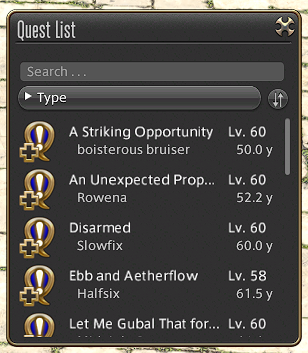 Quest List
Search . . .
Type
A Striking Opportunity Lv. 60
boisterous bruiser 50.0 y
An Unexpected Prop... Lv. 60
Rowena 52.2 y
Disarmed Lv. 60
Slowfix 60.0 y
Ebb and Aetherflow Lv. 58
Halfsix 61.5 y
Let Me Gubal That for... Lv. 60